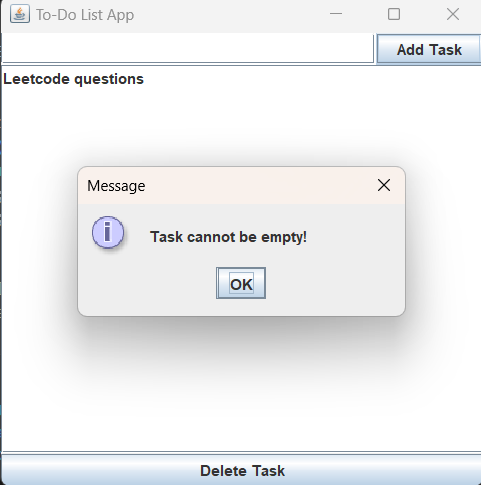 To-Do List App
Add Task
Leetcode questions
Message
i
Task cannot be empty!
OK
Delete Task